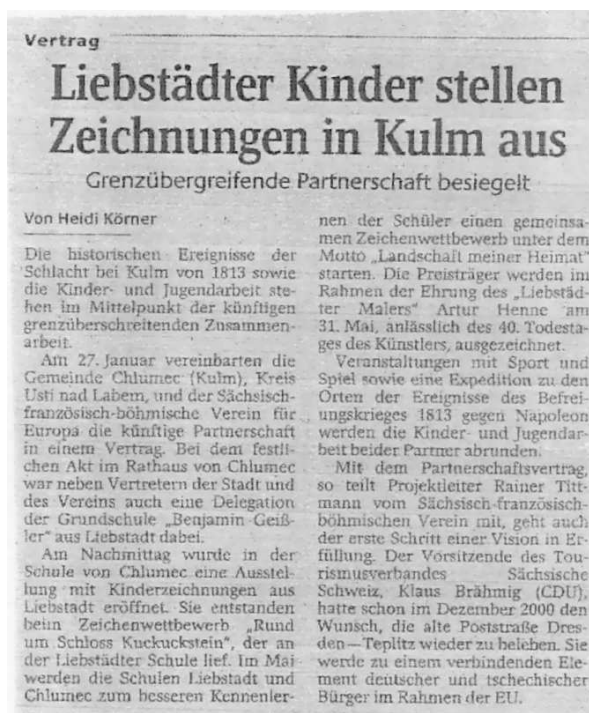 Vertrag
Liebstädter Kinder stellen
Zeichnungen in Kulm aus
Grenzübergreifende Partnerschaft besiegelt
Von Heidi Körner
Die historischen Ereignisse der
Schlacht bei Kulm von 1813 sowie
die Kinder- und Jugendarbeit ste-
hen im Mittelpunkt der künftigen
grenzüberschreitenden Zusammen-
arbeit.
Am 27. Januar vereinbarten die
Gemeinde Chlumec (Kulm), Kreis
Usti nad Labem, und der Sächsisch-
französisch-böhmische Verein für
Europa die künftige Partnerschaft
in einem Vertrag. Bei dem festli-
chen Akt im Rathaus von Chlumec
war neben Vertretern der Stadt und
des Vereins auch eine Delegation
der Grundschule „Benjamin Geiß-
ler“ aus Liebstadt dabei.
Am Nachmittag wurde in der
Schule von Chlumec eine Ausstel-
lung mit Kinderzeichnungen aus
Liebstadt eröffnet. Sie entstanden
beim Zeichenwettbewerb „Rund
um Schloss Kuckuckstein“, der an
der Liebstädter Schule lief. Im Mai
werden die Schulen Liebstadt und
Chlumec zum besseren Kennenler-
nen der Schüler einen gemeinsa-
men Zeichenwettbewerb unter dem
Motto „Landschaft meiner Heimat“
starten. Die Preisträger werden im
Rahmen der Ehrung des „Liebstäd-
ter Malers“ Artur Henne am
31. Mai, anlässlich des 40. Todesta-
ges des Künstlers, ausgezeichnet.
Veranstaltungen mit Sport und
Spiel sowie eine Expedition zu den
Orten der Ereignisse des Befrei-
ungskrieges 1813 gegen Napoleon
werden die Kinder- und Jugendar-
beit beider Partner abrunden.
Mit dem Partnerschaftsvertrag,
so teilt Projektleiter Rainer Titt-
mann vom Sächsisch-französisch-
böhmischen Verein mit, geht auch
der erste Schritt einer Vision in Er-
füllung. Der Vorsitzende des Tou-
rismusverbandes Sächsische
Schweiz, Klaus Brähmig (CDU),
hatte schon im Dezember 2000 den
Wunsch, die alte Poststraße Dres-
den—Teplitz wieder zu beleben. Sie
werde zu einem verbindenden Ele-
ment deutscher und tschechischer
Bürger im Rahmen der EU.